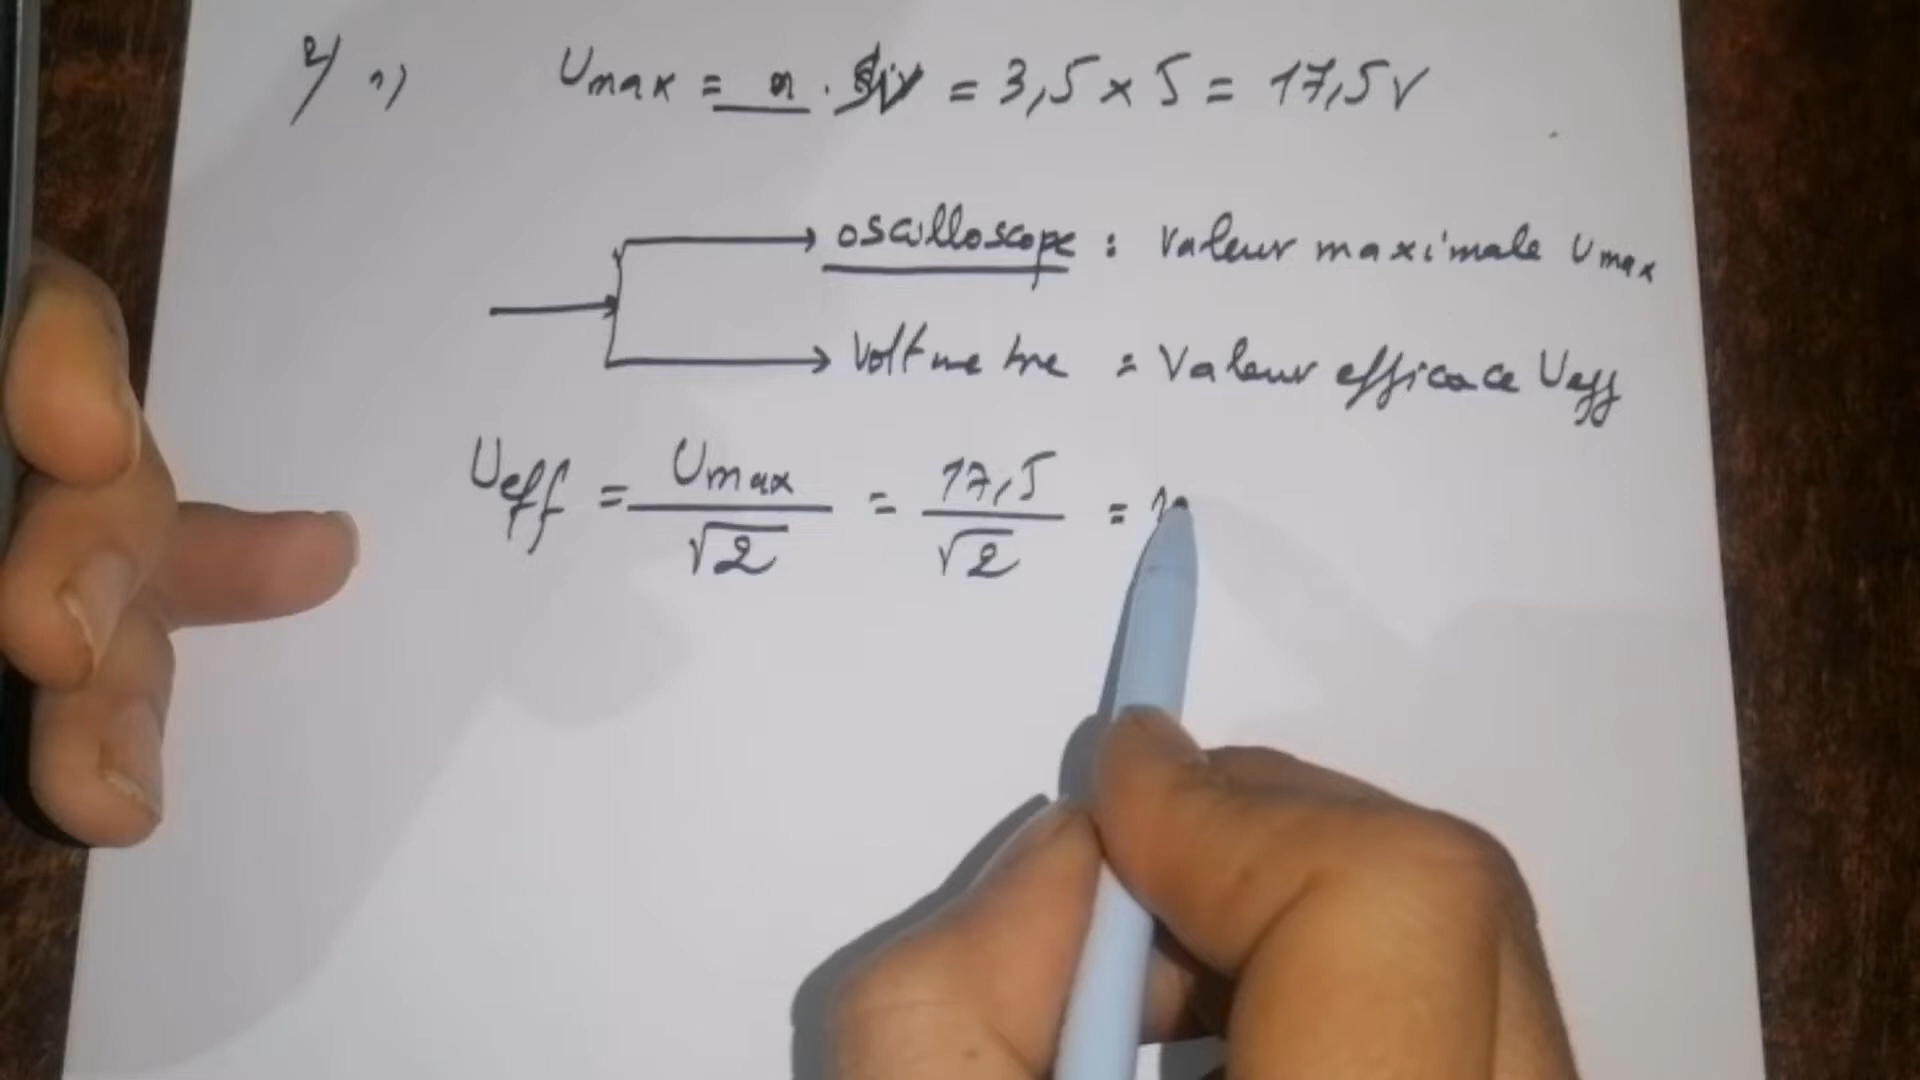 2/ 1) Umax = n . = 3,5 x 5 = 17,5 V
oscilloscope : Valeur maximale Umax
Voltmetre = Valeur efficace Ueff
Ueff = Umax / √2 = 17,5 / √2 = 1